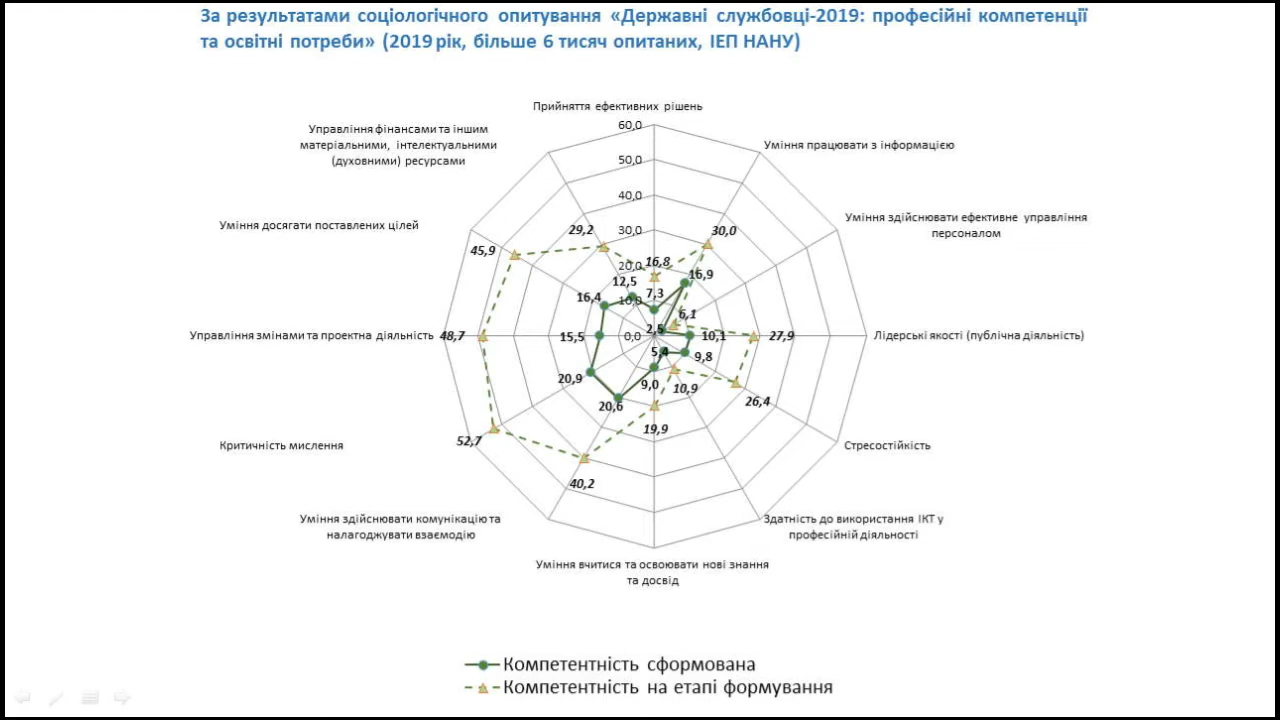 За результатами соціологічного опитування «Державні службовці-2019: професійні компетенції
та освітні потреби» (2019 рік, більше 6 тисяч опитаних, ІЕП НАНУ)
Прийняття ефективних рішень
Управління фінансами та іншим
матеріальними, інтелектуальними
(духовними) ресурсами
60,0
Уміння працювати з інформацією
50,0
40,0
Уміння досягати поставлених цілей
29,2
30,0
30,0
Уміння здійснювати ефективне управління
персоналом
45,9
20,0
16,8
16,9
12,5
16,4
10,0
7,3
6,1
Управління змінами та проектна діяльність
48,7
15,5
0,0
2,5
10,1
27,9
Лідерські якості (публічна діяльність)
5,4
9,8
20,9
9,0
10,9
26,4
20,6
19,9
Критичність мислення
52,7
Стресостійкість
40,2
Уміння здійснювати комунікацію та
налагоджувати взаємодію
Здатність до використання ІКТ у
професійній діяльності
Уміння вчитися та освоювати нові знання
та досвід
Компетентність сформована
Компетентність на етапі формування